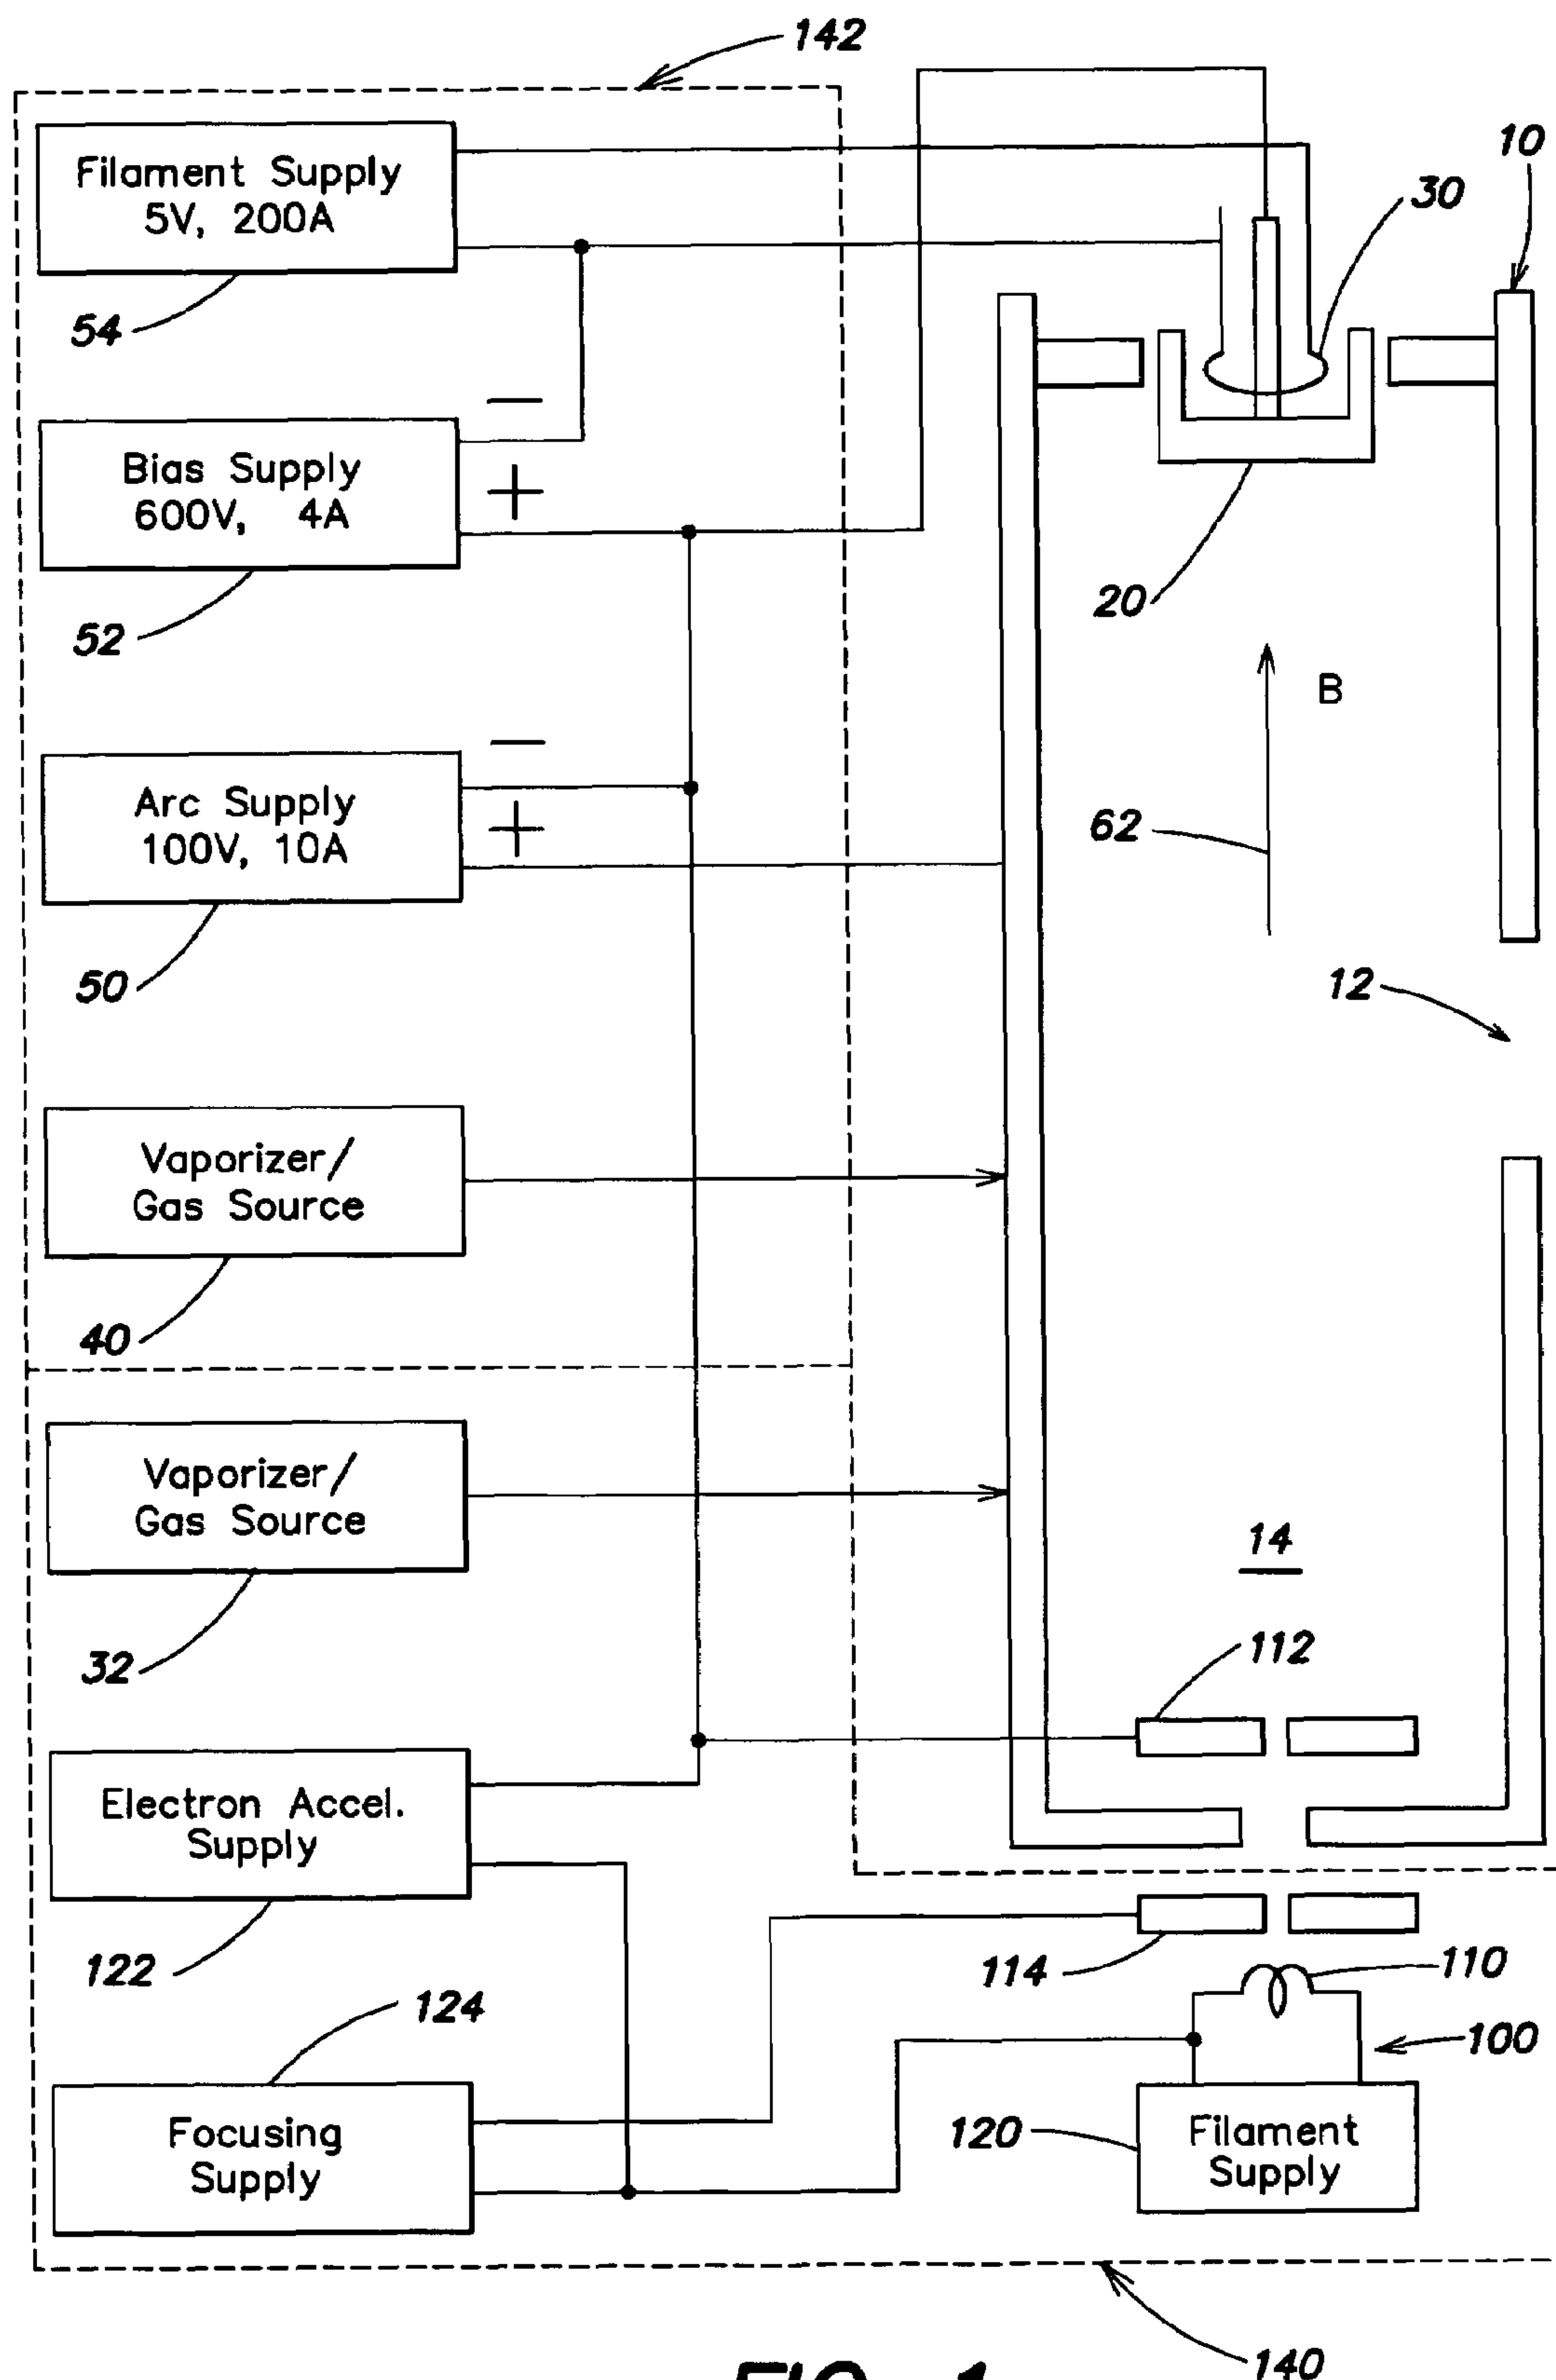 142
Filament Supply
5V, 200A
54
10
30
Bias Supply
600V, 4A
−
+
52
20
B
Arc Supply
100V, 10A
−
+
62
50
12
Vaporizer/
Gas Source
40
Vaporizer/
Gas Source
14
32
112
Electron Accel.
Supply
122
114
110
124
100
Focusing
Supply
120
Filament
Supply
140
FIG. 1